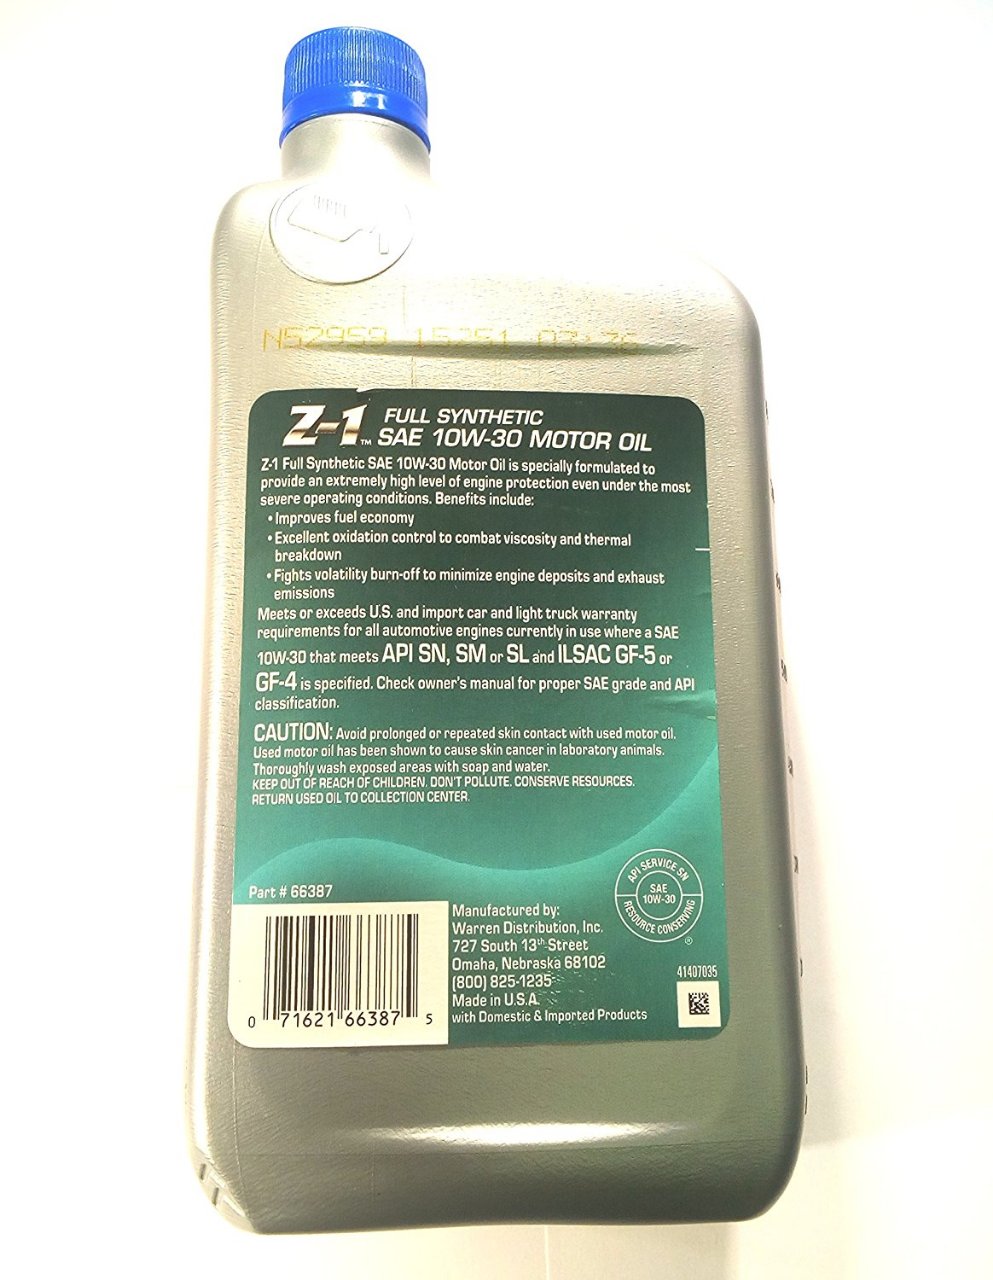 N52959 15251 03:36
Z-1™ FULL SYNTHETIC
SAE 10W-30 MOTOR OIL
Z-1 Full Synthetic SAE 10W-30 Motor Oil is specially formulated to
provide an extremely high level of engine protection even under the most
severe operating conditions. Benefits include:
• Improves fuel economy
• Excellent oxidation control to combat viscosity and thermal
breakdown
• Fights volatility burn-off to minimize engine deposits and exhaust
emissions
Meets or exceeds U.S. and import car and light truck warranty
requirements for all automotive engines currently in use where a SAE
10W-30 that meets API SN, SM or SL and ILSAC GF-5 or
GF-4 is specified. Check owner's manual for proper SAE grade and API
classification.
CAUTION: Avoid prolonged or repeated skin contact with used motor oil.
Used motor oil has been shown to cause skin cancer in laboratory animals.
Thoroughly wash exposed areas with soap and water.
KEEP OUT OF REACH OF CHILDREN. DON'T POLLUTE. CONSERVE RESOURCES.
RETURN USED OIL TO COLLECTION CENTER.
API SERVICE SN
SAE
10W-30
RESOURCE CONSERVING
®
Part # 66387
Manufactured by:
Warren Distribution, Inc.
727 South 13th Street
Omaha, Nebraska 68102
(800) 825-1235
Made in U.S.A.
with Domestic & Imported Products
41407035
0 71621 66387 5